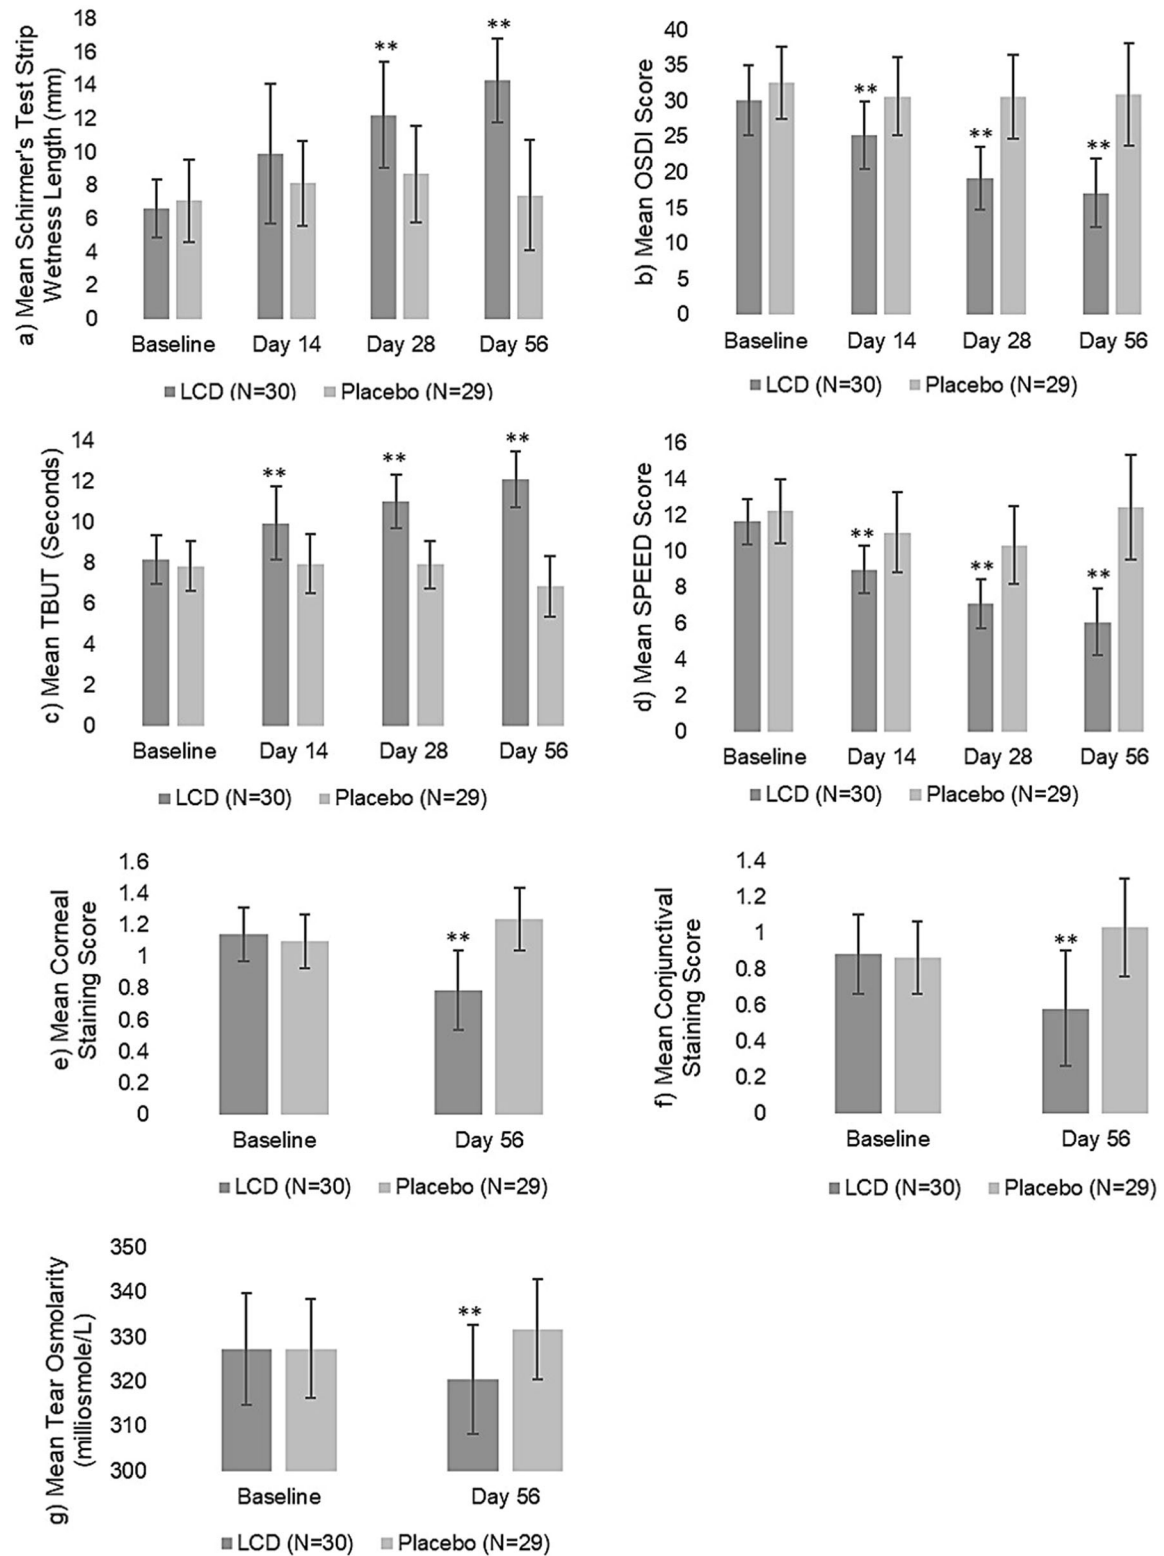 a) Mean Schirmer's Test Strip
Wetness Length (mm)
18
16
14
12
10
8
6
4
2
0
**
**
Baseline Day 14 Day 28 Day 56
LCD (N=30) Placebo (N=29)
b) Mean OSDI Score
40
35
30
25
20
15
10
5
0
**
**
**
Baseline Day 14 Day 28 Day 56
LCD (N=30) Placebo (N=29)
c) Mean TBUT (Seconds)
14
12
10
8
6
4
2
0
**
**
**
Baseline Day 14 Day 28 Day 56
LCD (N=30) Placebo (N=29)
d) Mean SPEED Score
16
14
12
10
8
6
4
2
0
**
**
**
Baseline Day 14 Day 28 Day 56
LCD (N=30) Placebo (N=29)
e) Mean Corneal
Staining Score
1.6
1.4
1.2
1
0.8
0.6
0.4
0.2
0
**
Baseline Day 56
LCD (N=30) Placebo (N=29)
f) Mean Conjunctival
Staining Score
1.4
1.2
1
0.8
0.6
0.4
0.2
0
**
Baseline Day 56
LCD (N=30) Placebo (N=29)
g) Mean Tear Osmolarity
(milliosmole/L)
350
340
330
320
310
300
**
Baseline Day 56
LCD (N=30) Placebo (N=29)